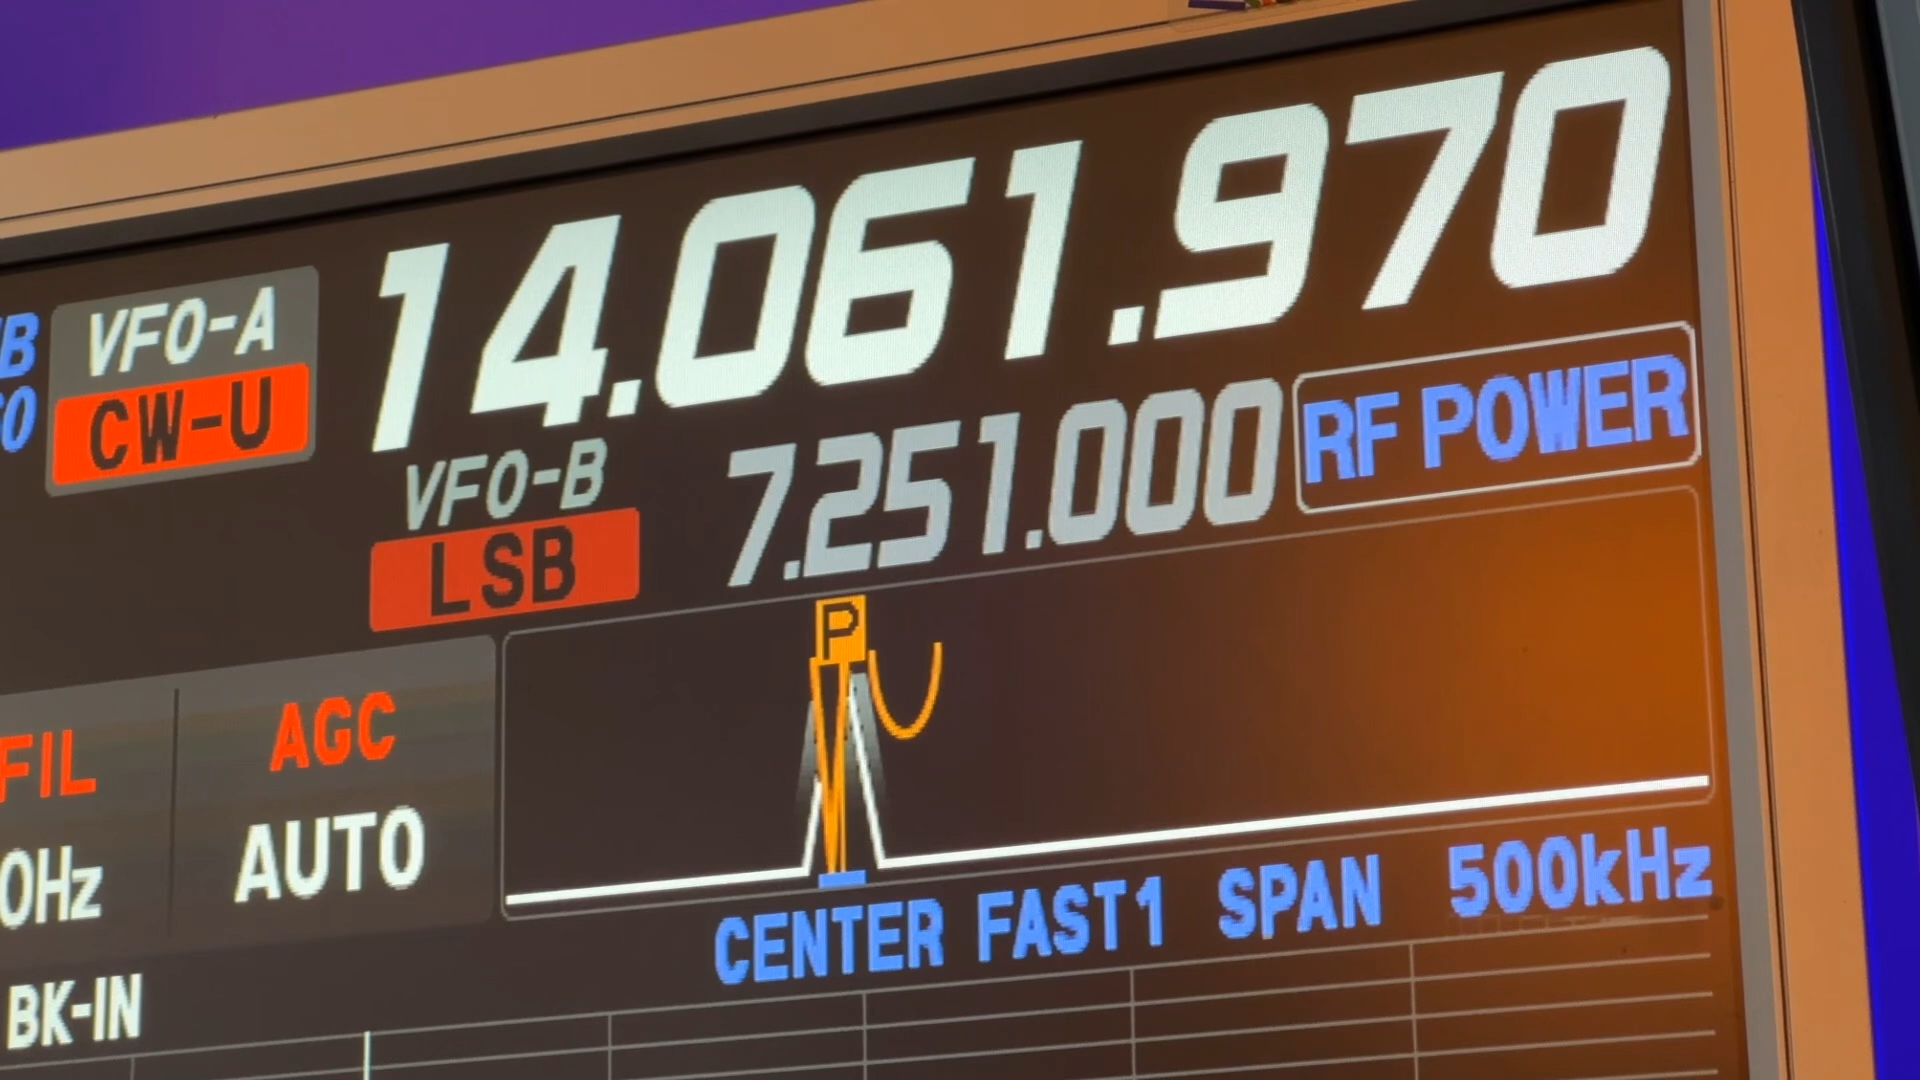 VFO-A
14.061.970
CW-U
VFO-B
7.251.000
RF POWER
LSB
P
FIL
AGC
0Hz
AUTO
CENTER FAST1 SPAN 500kHz
BK-IN